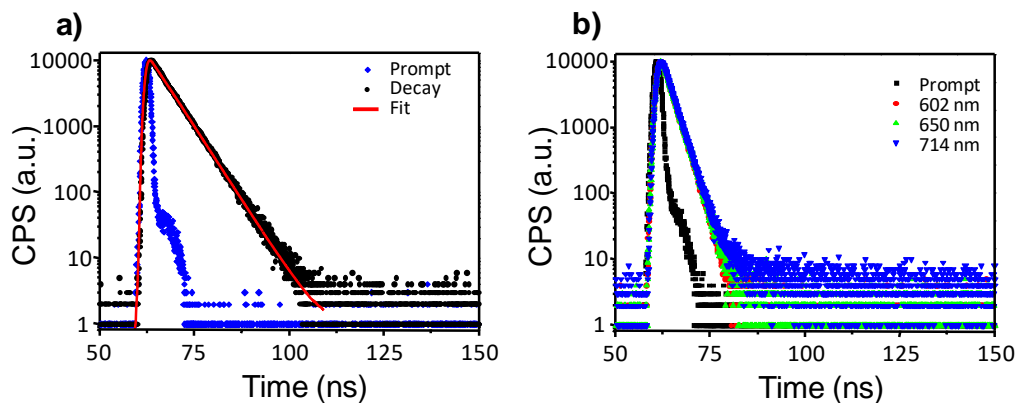 a)
10000
1000
100
10
1
CPS (a.u.)
Prompt
Decay
Fit
50 75 100 125 150
Time (ns)
b)
10000
1000
100
10
1
CPS (a.u.)
Prompt
602 nm
650 nm
714 nm
50 75 100 125 150
Time (ns)